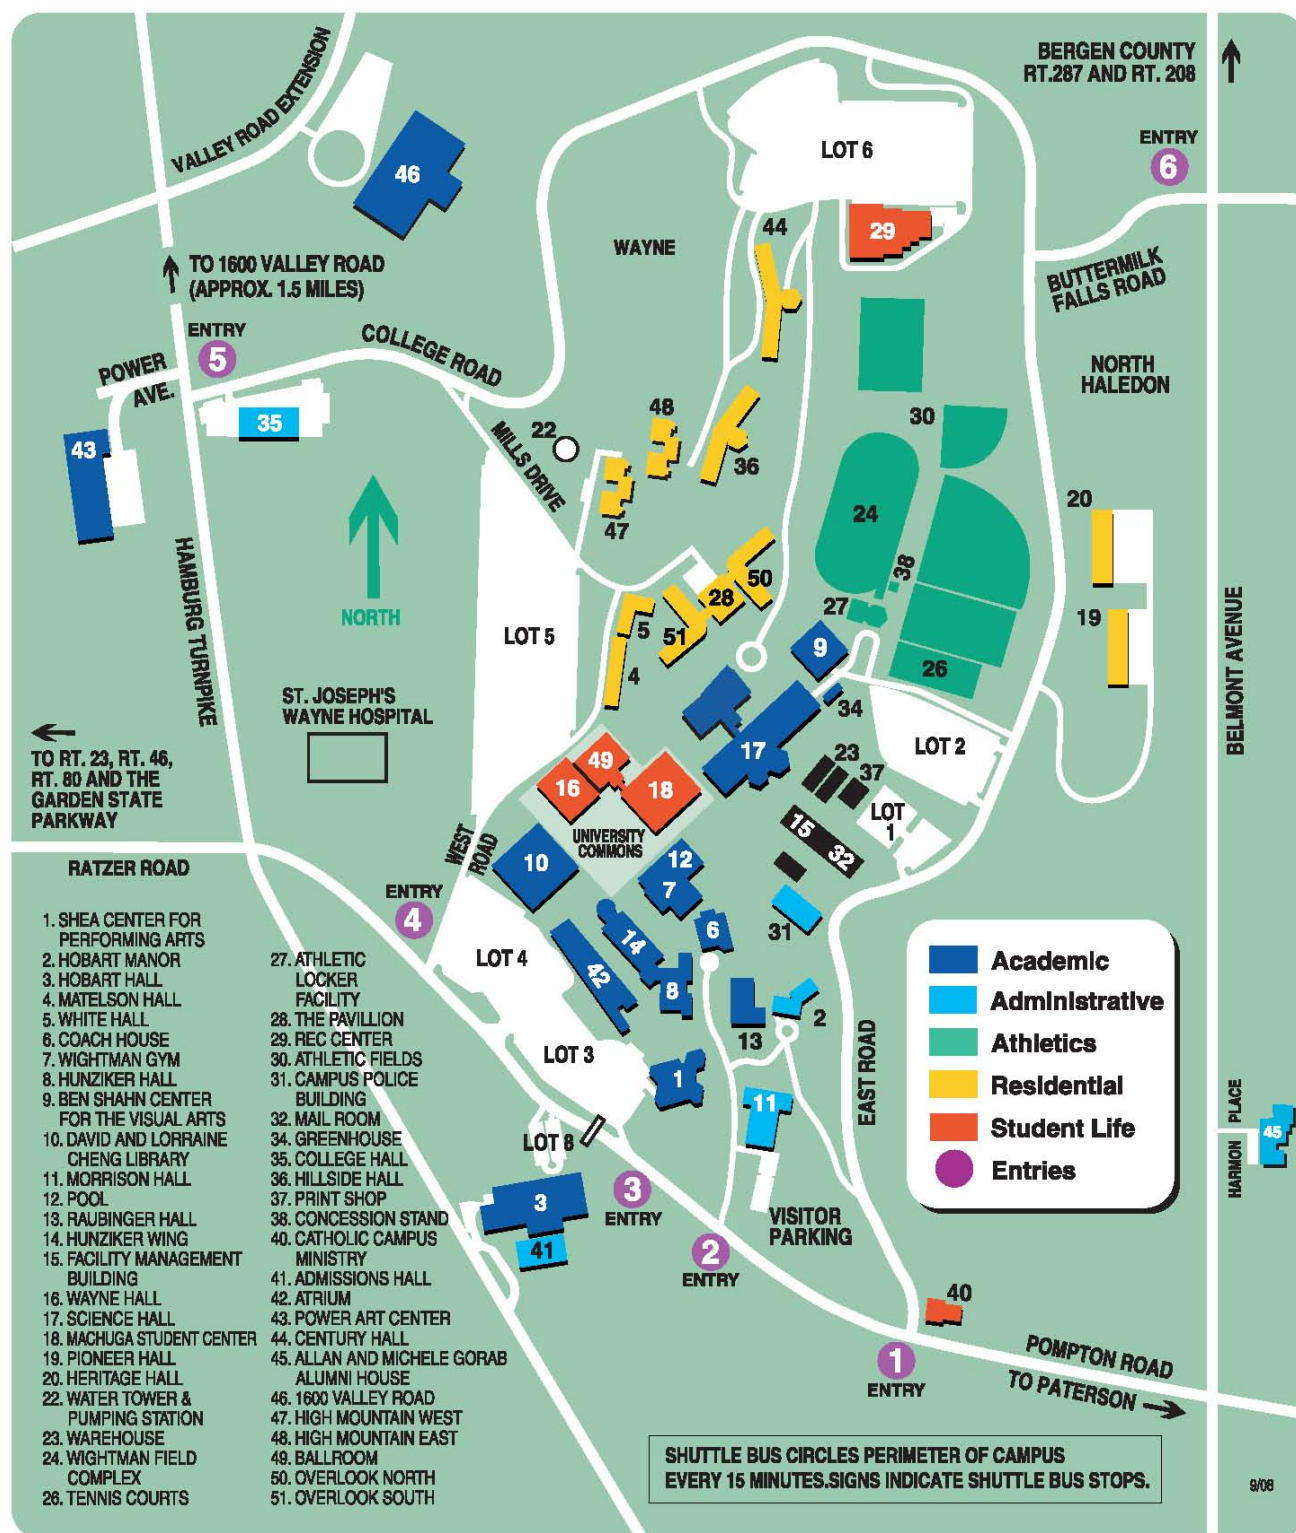 BERGEN COUNTY
RT.287 AND RT. 208
ENTRY
6
VALLEY ROAD EXTENSION
46
LOT 6
44
29
WAYNE
TO 1600 VALLEY ROAD
(APPROX. 1.5 MILES)
BUTTERMILK
FALLS ROAD
ENTRY
5
COLLEGE ROAD
POWER
AVE.
NORTH
HALEDON
35
43
48
22
30
36
MILLS DRIVE
47
24
20
38
HAMBURG TURNPIKE
NORTH
50
28
27
19
5
51
LOT 5
9
26
4
34
BELMONT AVENUE
ST. JOSEPH'S
WAYNE HOSPITAL
LOT 2
17
23
37
49
16
18
TO RT. 23, RT. 46,
RT. 80 AND THE
GARDEN STATE
PARKWAY
LOT
1
15
32
UNIVERSITY
COMMONS
WEST
ROAD
10
12
7
RATZER ROAD
ENTRY
4
6
31
14
LOT 4
42
8
13
2
EAST ROAD
LOT 3
1
11
LOT 8
3
ENTRY
3
41
VISITOR
PARKING
2
ENTRY
40
1
ENTRY
POMPTON ROAD
TO PATERSON
HARMON
PLACE
45
Academic
Administrative
Athletics
Residential
Student Life
Entries
1. SHEA CENTER FOR
PERFORMING ARTS
2. HOBART MANOR
3. HOBART HALL
4. MATELSON HALL
5. WHITE HALL
6. COACH HOUSE
7. WIGHTMAN GYM
8. HUNZIKER HALL
9. BEN SHAHN CENTER
FOR THE VISUAL ARTS
10. DAVID AND LORRAINE
CHENG LIBRARY
11. MORRISON HALL
12. POOL
13. RAUBINGER HALL
14. HUNZIKER WING
15. FACILITY MANAGEMENT
BUILDING
16. WAYNE HALL
17. SCIENCE HALL
18. MACHUGA STUDENT CENTER
19. PIONEER HALL
20. HERITAGE HALL
22. WATER TOWER &
PUMPING STATION
23. WAREHOUSE
24. WIGHTMAN FIELD
COMPLEX
26. TENNIS COURTS
27. ATHLETIC
LOCKER
FACILITY
28. THE PAVILLION
29. REC CENTER
30. ATHLETIC FIELDS
31. CAMPUS POLICE
BUILDING
32. MAIL ROOM
34. GREENHOUSE
35. COLLEGE HALL
36. HILLSIDE HALL
37. PRINT SHOP
38. CONCESSION STAND
40. CATHOLIC CAMPUS
MINISTRY
41. ADMISSIONS HALL
42. ATRIUM
43. POWER ART CENTER
44. CENTURY HALL
45. ALLAN AND MICHELE GORAB
ALUMNI HOUSE
46. 1600 VALLEY ROAD
47. HIGH MOUNTAIN WEST
48. HIGH MOUNTAIN EAST
49. BALLROOM
50. OVERLOOK NORTH
51. OVERLOOK SOUTH
SHUTTLE BUS CIRCLES PERIMETER OF CAMPUS
EVERY 15 MINUTES.SIGNS INDICATE SHUTTLE BUS STOPS.